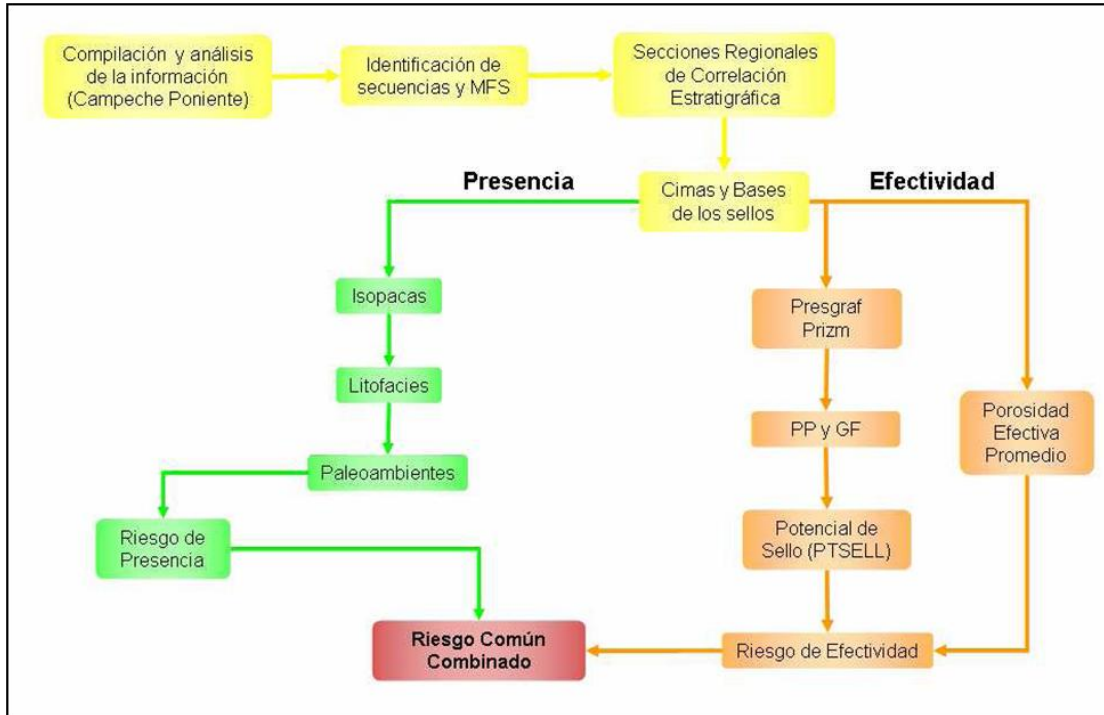 Compilación y análisis
de la información
(Campeche Poniente)
Identificación de
secuencias y MFS
Secciones Regionales
de Correlación
Estratigráfica
Presencia
Efectividad
Cimas y Bases
de los sellos
Isopacas
Litofacies
Paleoambientes
Riesgo de
Presencia
Presgraf
Prizm
PP y GF
Potencial de
Sello (PTSELL)
Porosidad
Efectiva
Promedio
Riesgo de Efectividad
Riesgo Común
Combinado